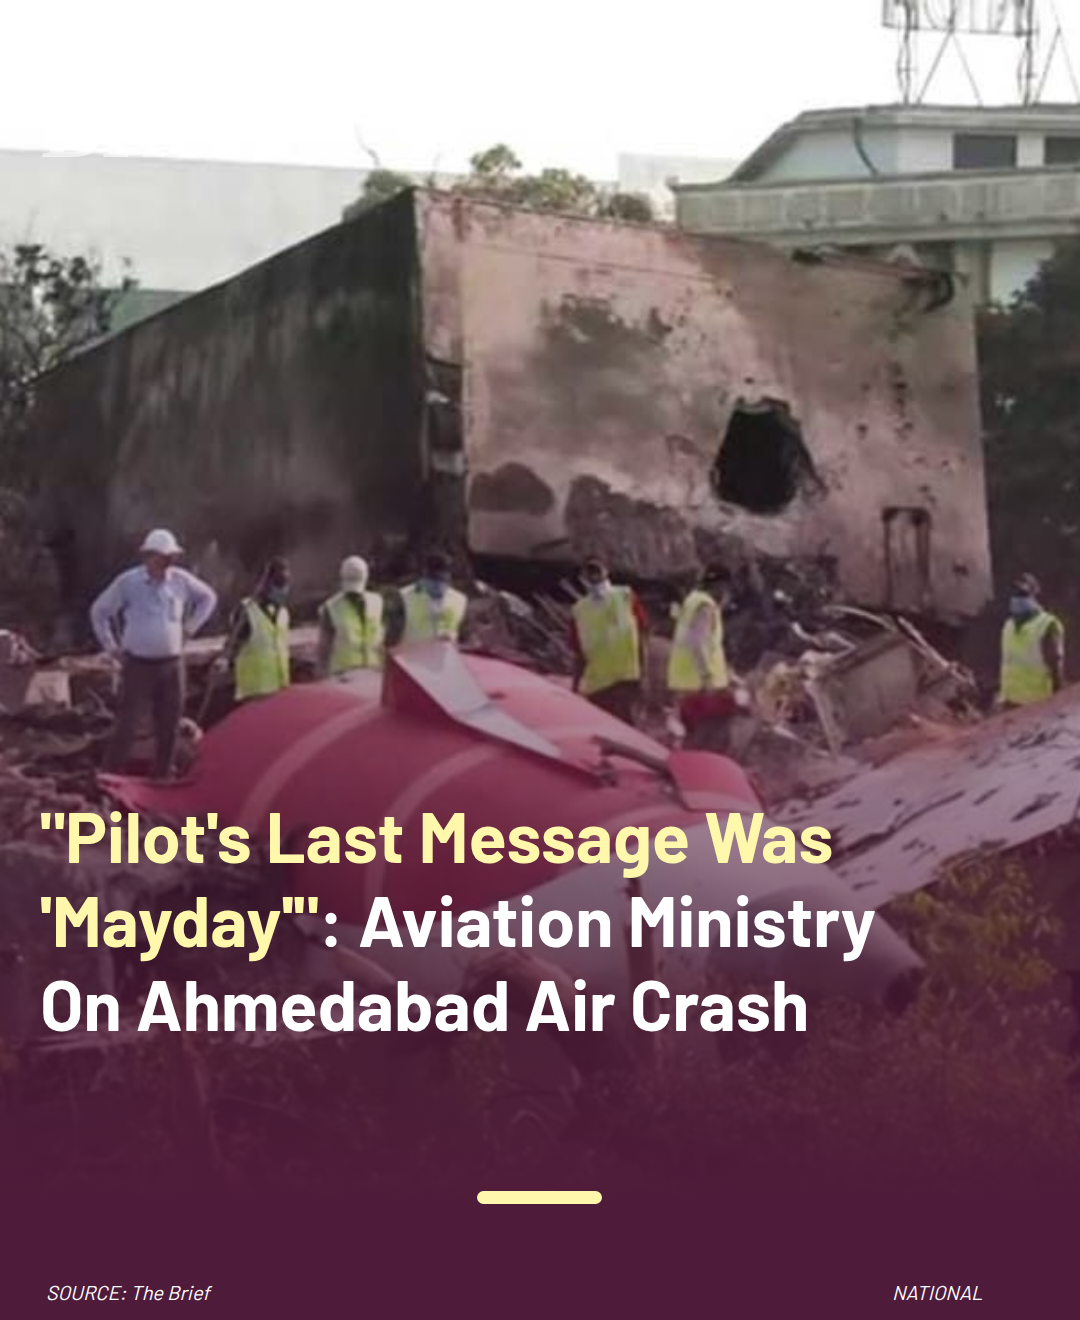 "Pilot's Last Message Was
'Mayday'": Aviation Ministry
On Ahmedabad Air Crash
SOURCE: The Brief
NATIONAL